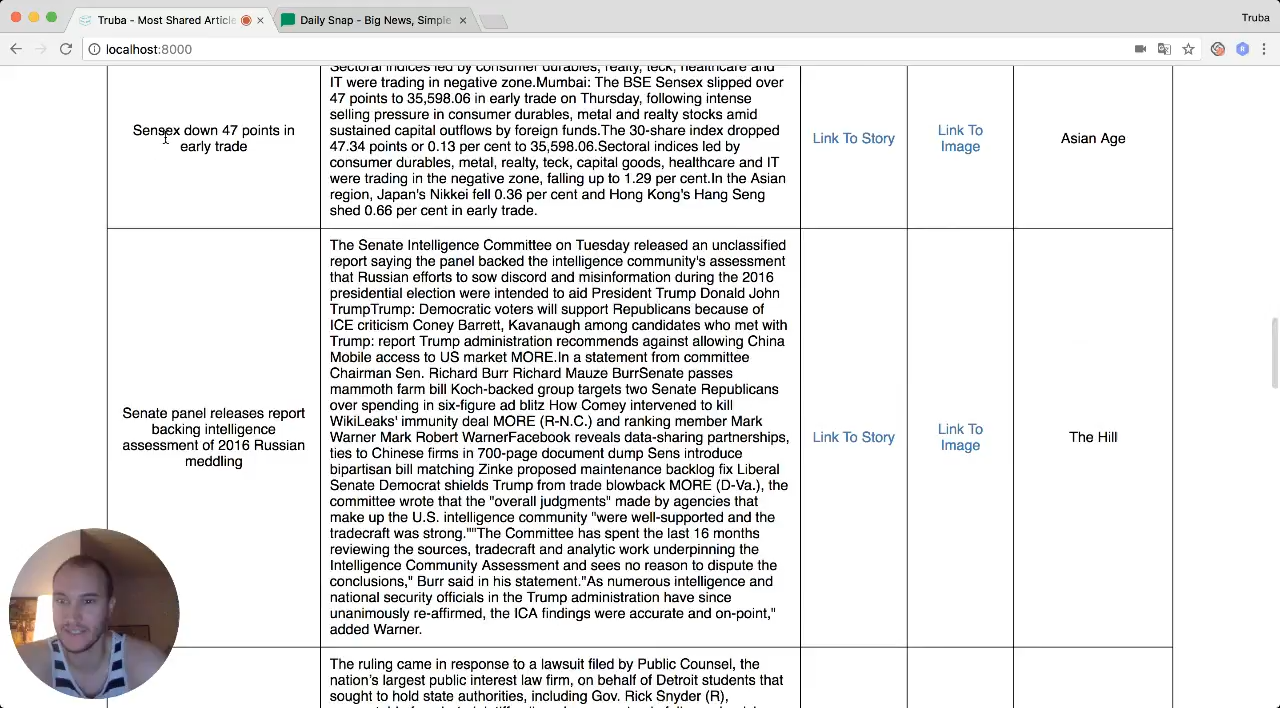 Truba - Most Shared Article
Daily Snap - Big News, Simple
Truba
localhost:8000
Sensex down 47 points in
early trade
Sectoral indices led by consumer durables, realty, teck, healthcare and
IT were trading in negative zone.Mumbai: The BSE Sensex slipped over
47 points to 35,598.06 in early trade on Thursday, following intense
selling pressure in consumer durables, metal and realty stocks amid
sustained capital outflows by foreign funds.The 30-share index dropped
47.34 points or 0.13 per cent to 35,598.06.Sectoral indices led by
consumer durables, metal, realty, teck, capital goods, healthcare and IT
were trading in the negative zone, falling up to 1.29 per cent.In the Asian
region, Japan's Nikkei fell 0.36 per cent and Hong Kong's Hang Seng
shed 0.66 per cent in early trade.
Link To Story
Link To
Image
Asian Age
Senate panel releases report
backing intelligence
assessment of 2016 Russian
meddling
The Senate Intelligence Committee on Tuesday released an unclassified
report saying the panel backed the intelligence community's assessment
that Russian efforts to sow discord and misinformation during the 2016
presidential election were intended to aid President Trump Donald John
TrumpTrump: Democratic voters will support Republicans because of
ICE criticism Coney Barrett, Kavanaugh among candidates who met with
Trump: report Trump administration recommends against allowing China
Mobile access to US market MORE.In a statement from committee
Chairman Sen. Richard Burr Richard Mauze BurrSenate passes
mammoth farm bill Koch-backed group targets two Senate Republicans
over spending in six-figure ad blitz How Comey intervened to kill
WikiLeaks' immunity deal MORE (R-N.C.) and ranking member Mark
Warner Mark Robert WarnerFacebook reveals data-sharing partnerships,
ties to Chinese firms in 700-page document dump Sens introduce
bipartisan bill matching Zinke proposed maintenance backlog fix Liberal
Senate Democrat shields Trump from trade blowback MORE (D-Va.), the
committee wrote that the "overall judgments" made by agencies that
make up the U.S. intelligence community "were well-supported and the
tradecraft was strong.""The Committee has spent the last 16 months
reviewing the sources, tradecraft and analytic work underpinning the
Intelligence Community Assessment and sees no reason to dispute the
conclusions," Burr said in his statement."As numerous intelligence and
national security officials in the Trump administration have since
unanimously re-affirmed, the ICA findings were accurate and on-point,"
added Warner.
Link To Story
Link To
Image
The Hill
The ruling came in response to a lawsuit filed by Public Counsel, the
nation's largest public interest law firm, on behalf of Detroit students that
sought to hold state authorities, including Gov. Rick Snyder (R),